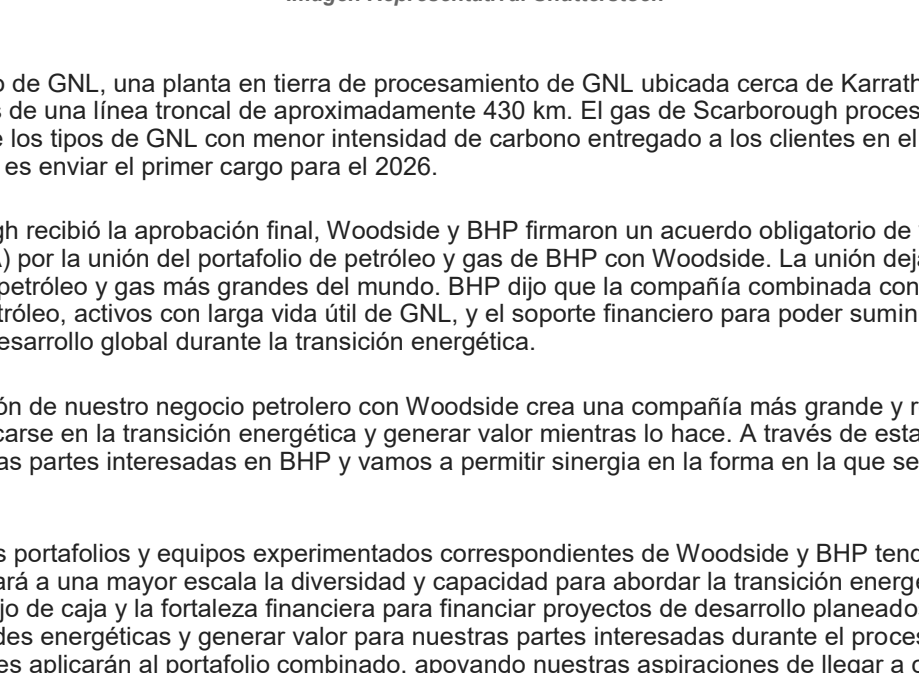 Imagen Representativa: Shutterstock
de GNL, una planta en tierra de procesamiento de GNL ubicada cerca de Karrath
de una línea troncal de aproximadamente 430 km. El gas de Scarborough proces
los tipos de GNL con menor intensidad de carbono entregado a los clientes en el
es enviar el primer cargo para el 2026.
gh recibió la aprobación final, Woodside y BHP firmaron un acuerdo obligatorio de
) por la unión del portafolio de petróleo y gas de BHP con Woodside. La unión dej
petróleo y gas más grandes del mundo. BHP dijo que la compañía combinada con
tróleo, activos con larga vida útil de GNL, y el soporte financiero para poder sumin
esarrollo global durante la transición energética.
ón de nuestro negocio petrolero con Woodside crea una compañía más grande y r
carse en la transición energética y generar valor mientras lo hace. A través de esta
as partes interesadas en BHP y vamos a permitir sinergia en la forma en la que se
s portafolios y equipos experimentados correspondientes de Woodside y BHP tend
ará a una mayor escala la diversidad y capacidad para abordar la transición energé
jo de caja y la fortaleza financiera para financiar proyectos de desarrollo planeado
des energéticas y generar valor para nuestras partes interesadas durante el proces
es aplicarán al portafolio combinado, apoyando nuestras aspiraciones de llegar a